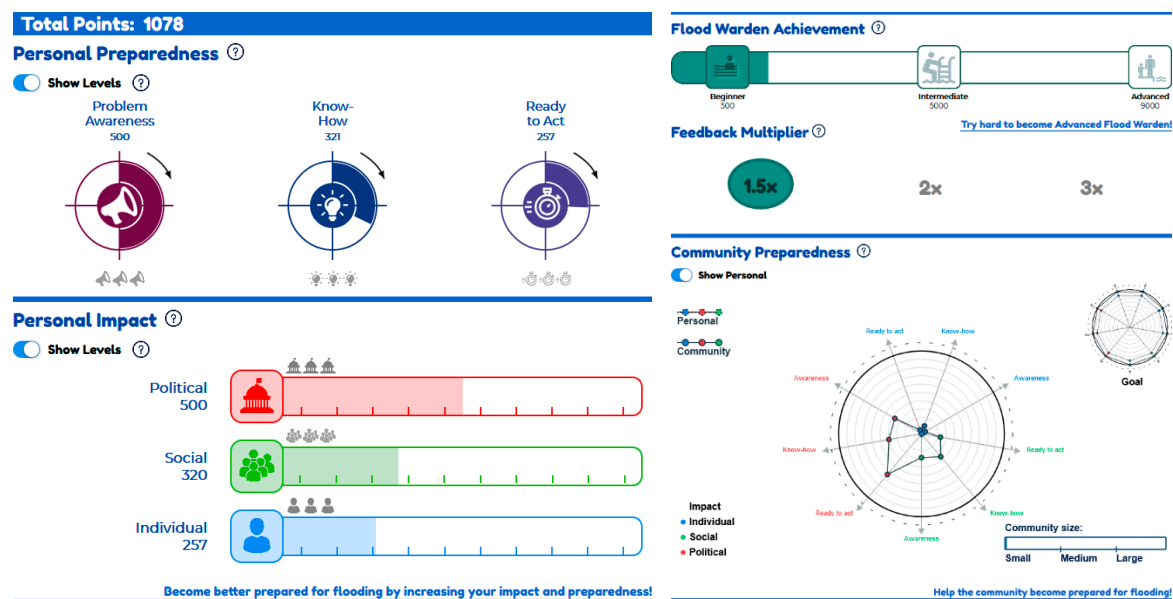 Total Points: 1078
Personal Preparedness ?
Show Levels ?
Problem
Awareness
500
Know-
How
321
Ready
to Act
257
Personal Impact ?
Show Levels ?
Political
500
Social
320
Individual
257
Become better prepared for flooding by increasing your impact and preparedness!
Flood Warden Achievement ?
Beginner
500
Intermediate
5000
Advanced
9000
Try hard to become Advanced Flood Warden!
Feedback Multiplier ?
1.5x
2x
3x
Community Preparedness ?
Show Personal
Personal
Community
Goal
Ready to act
Know-how
Awareness
Awareness
Know-how
Ready to act
Ready to act
Know-how
Awareness
Impact
Individual
Social
Political
Community size:
Small Medium Large
Help the community become prepared for flooding!